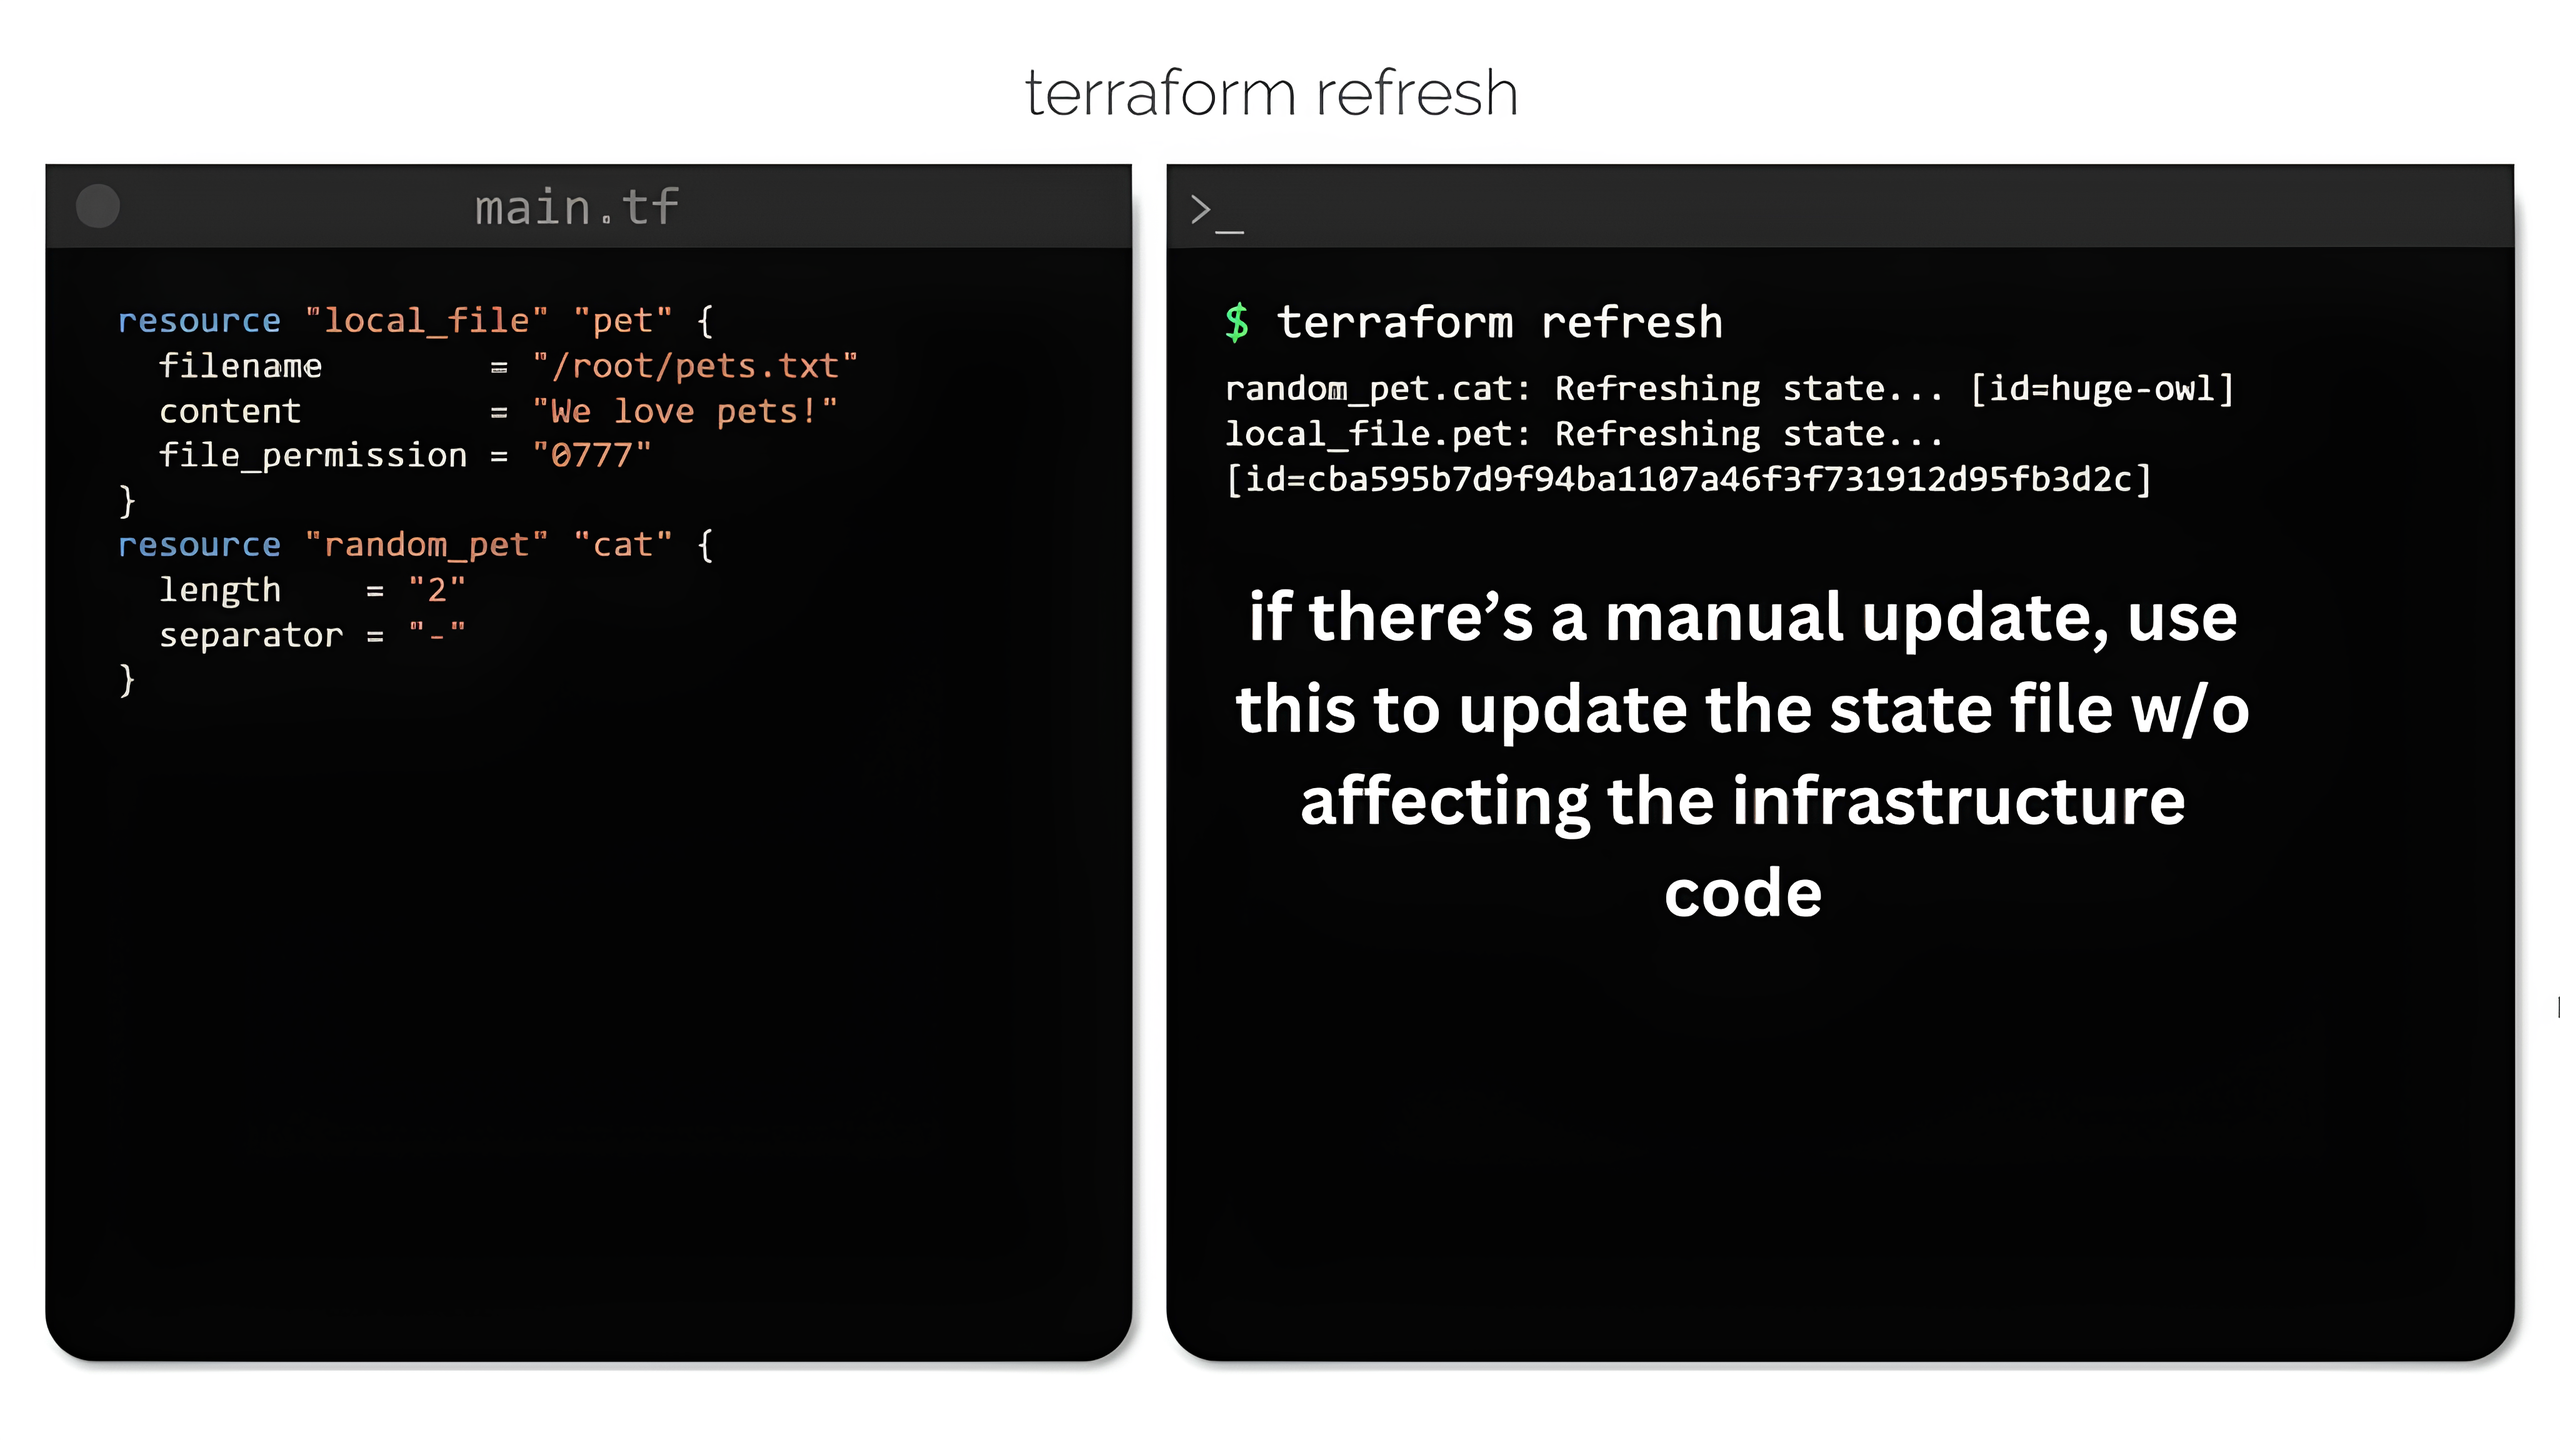 terraform refresh
main.tf
resource "local_file" "pet" {
  filename        = "/root/pets.txt"
  content         = "We love pets!"
  file_permission = "0777"
}
resource "random_pet" "cat" {
  length    = "2"
  separator = "-"
}
>_
$ terraform refresh
random_pet.cat: Refreshing state... [id=huge-owl]
local_file.pet: Refreshing state...
[id=cba595b7d9f94ba1107a46f3f731912d95fb3d2c]
if there’s a manual update, use
this to update the state file w/o
affecting the infrastructure
code